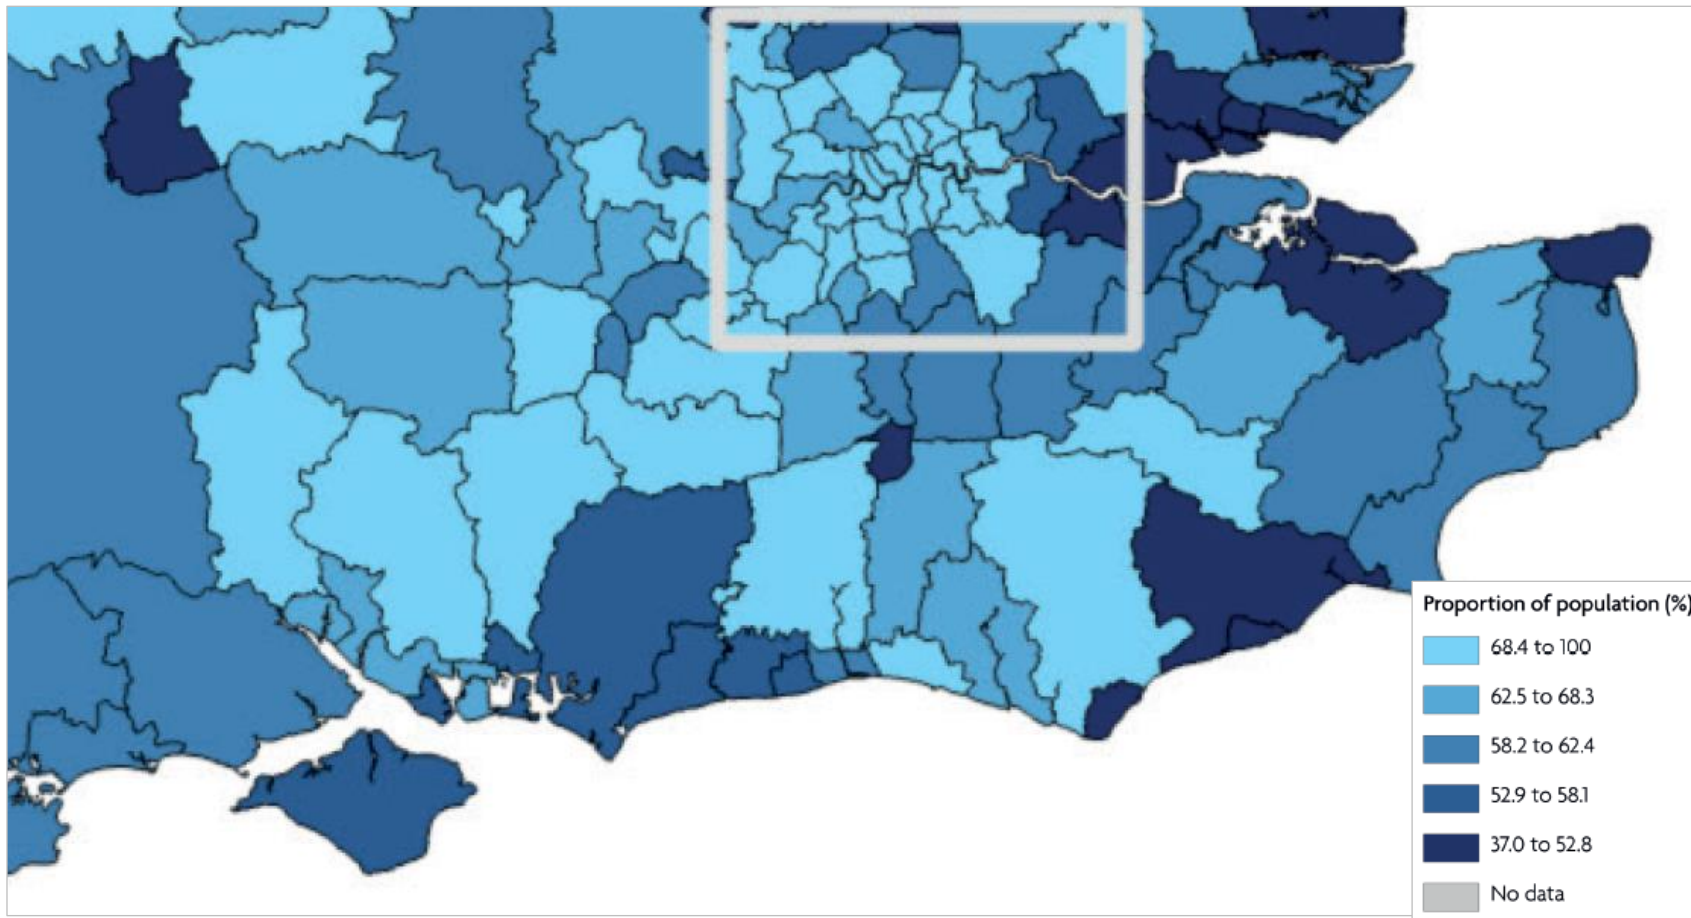 Proportion of population (%)
68.4 to 100
62.5 to 68.3
58.2 to 62.4
52.9 to 58.1
37.0 to 52.8
No data